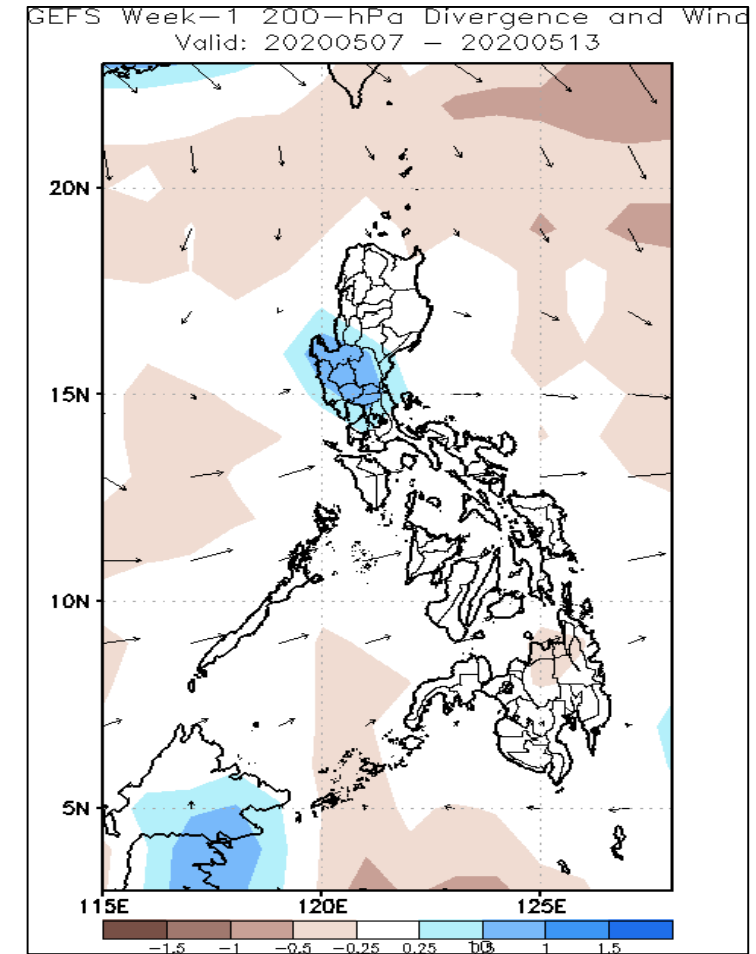 GEFS Week-1 200-hPa Divergence and Wind
Valid: 20200507 - 20200513
20N
15N
10N
5N
115E 120E 125E
-1.5 -1 -0.5 -0.25 0.25 1 1.5